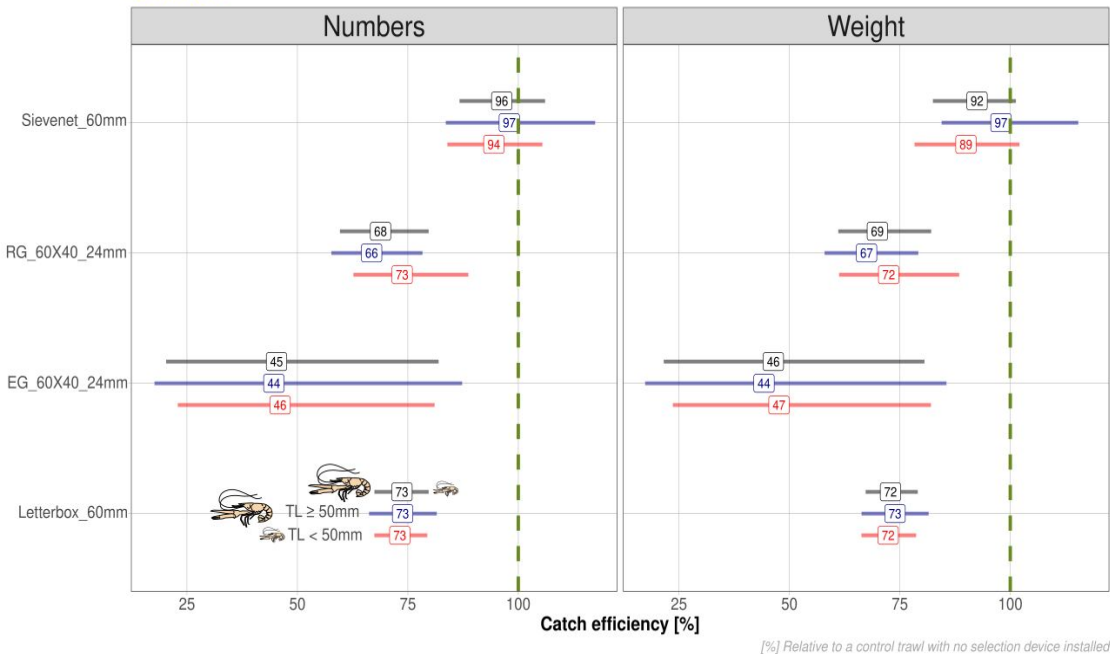 Numbers Weight
Sievenet_60mm
96 92
97 97
94 89
RG_60X40_24mm
68 69
66 67
73 72
EG_60X40_24mm
45 46
44 44
46 47
Letterbox_60mm
73 72
TL ≥ 50mm 73 73
TL < 50mm 73 72
25 50 75 100 25 50 75 100
Catch efficiency [%]
[%] Relative to a control trawl with no selection device installed